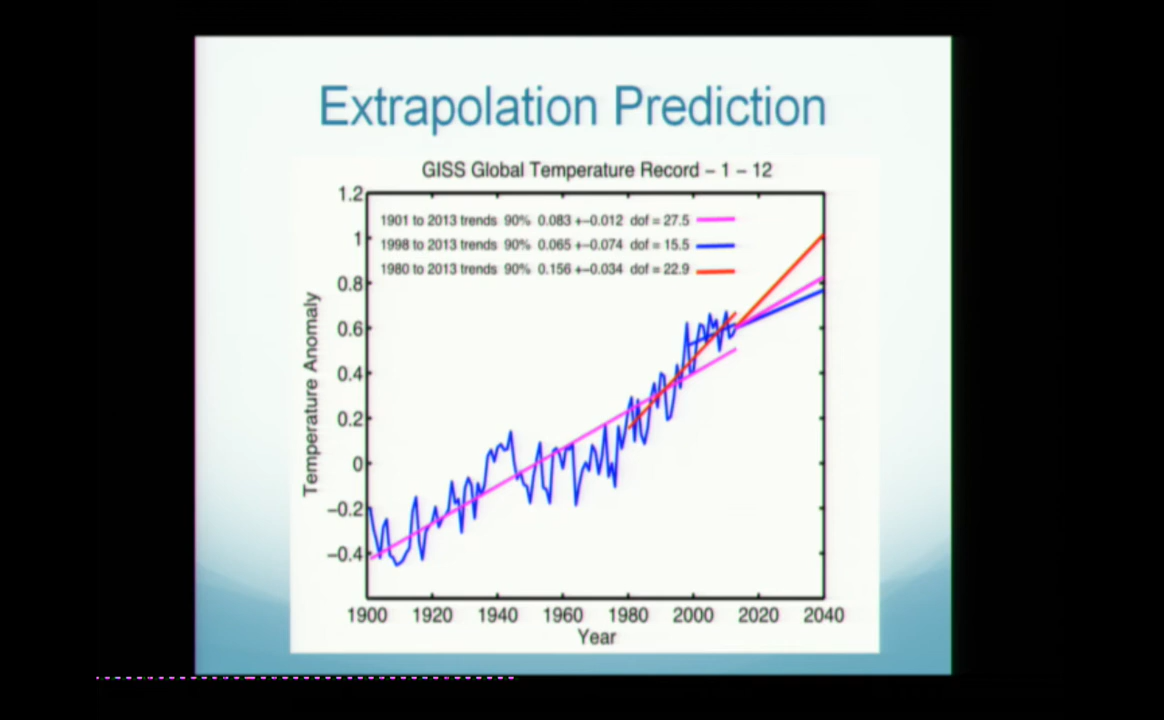 Extrapolation Prediction
GISS Global Temperature Record – 1 – 12
1901 to 2013 trends 90% 0.083 +−0.012 dof = 27.5
1998 to 2013 trends 90% 0.065 +−0.074 dof = 15.5
1980 to 2013 trends 90% 0.156 +−0.034 dof = 22.9
Temperature Anomaly
1.2
1
0.8
0.6
0.4
0.2
0
−0.2
−0.4
1900 1920 1940 1960 1980 2000 2020 2040
Year